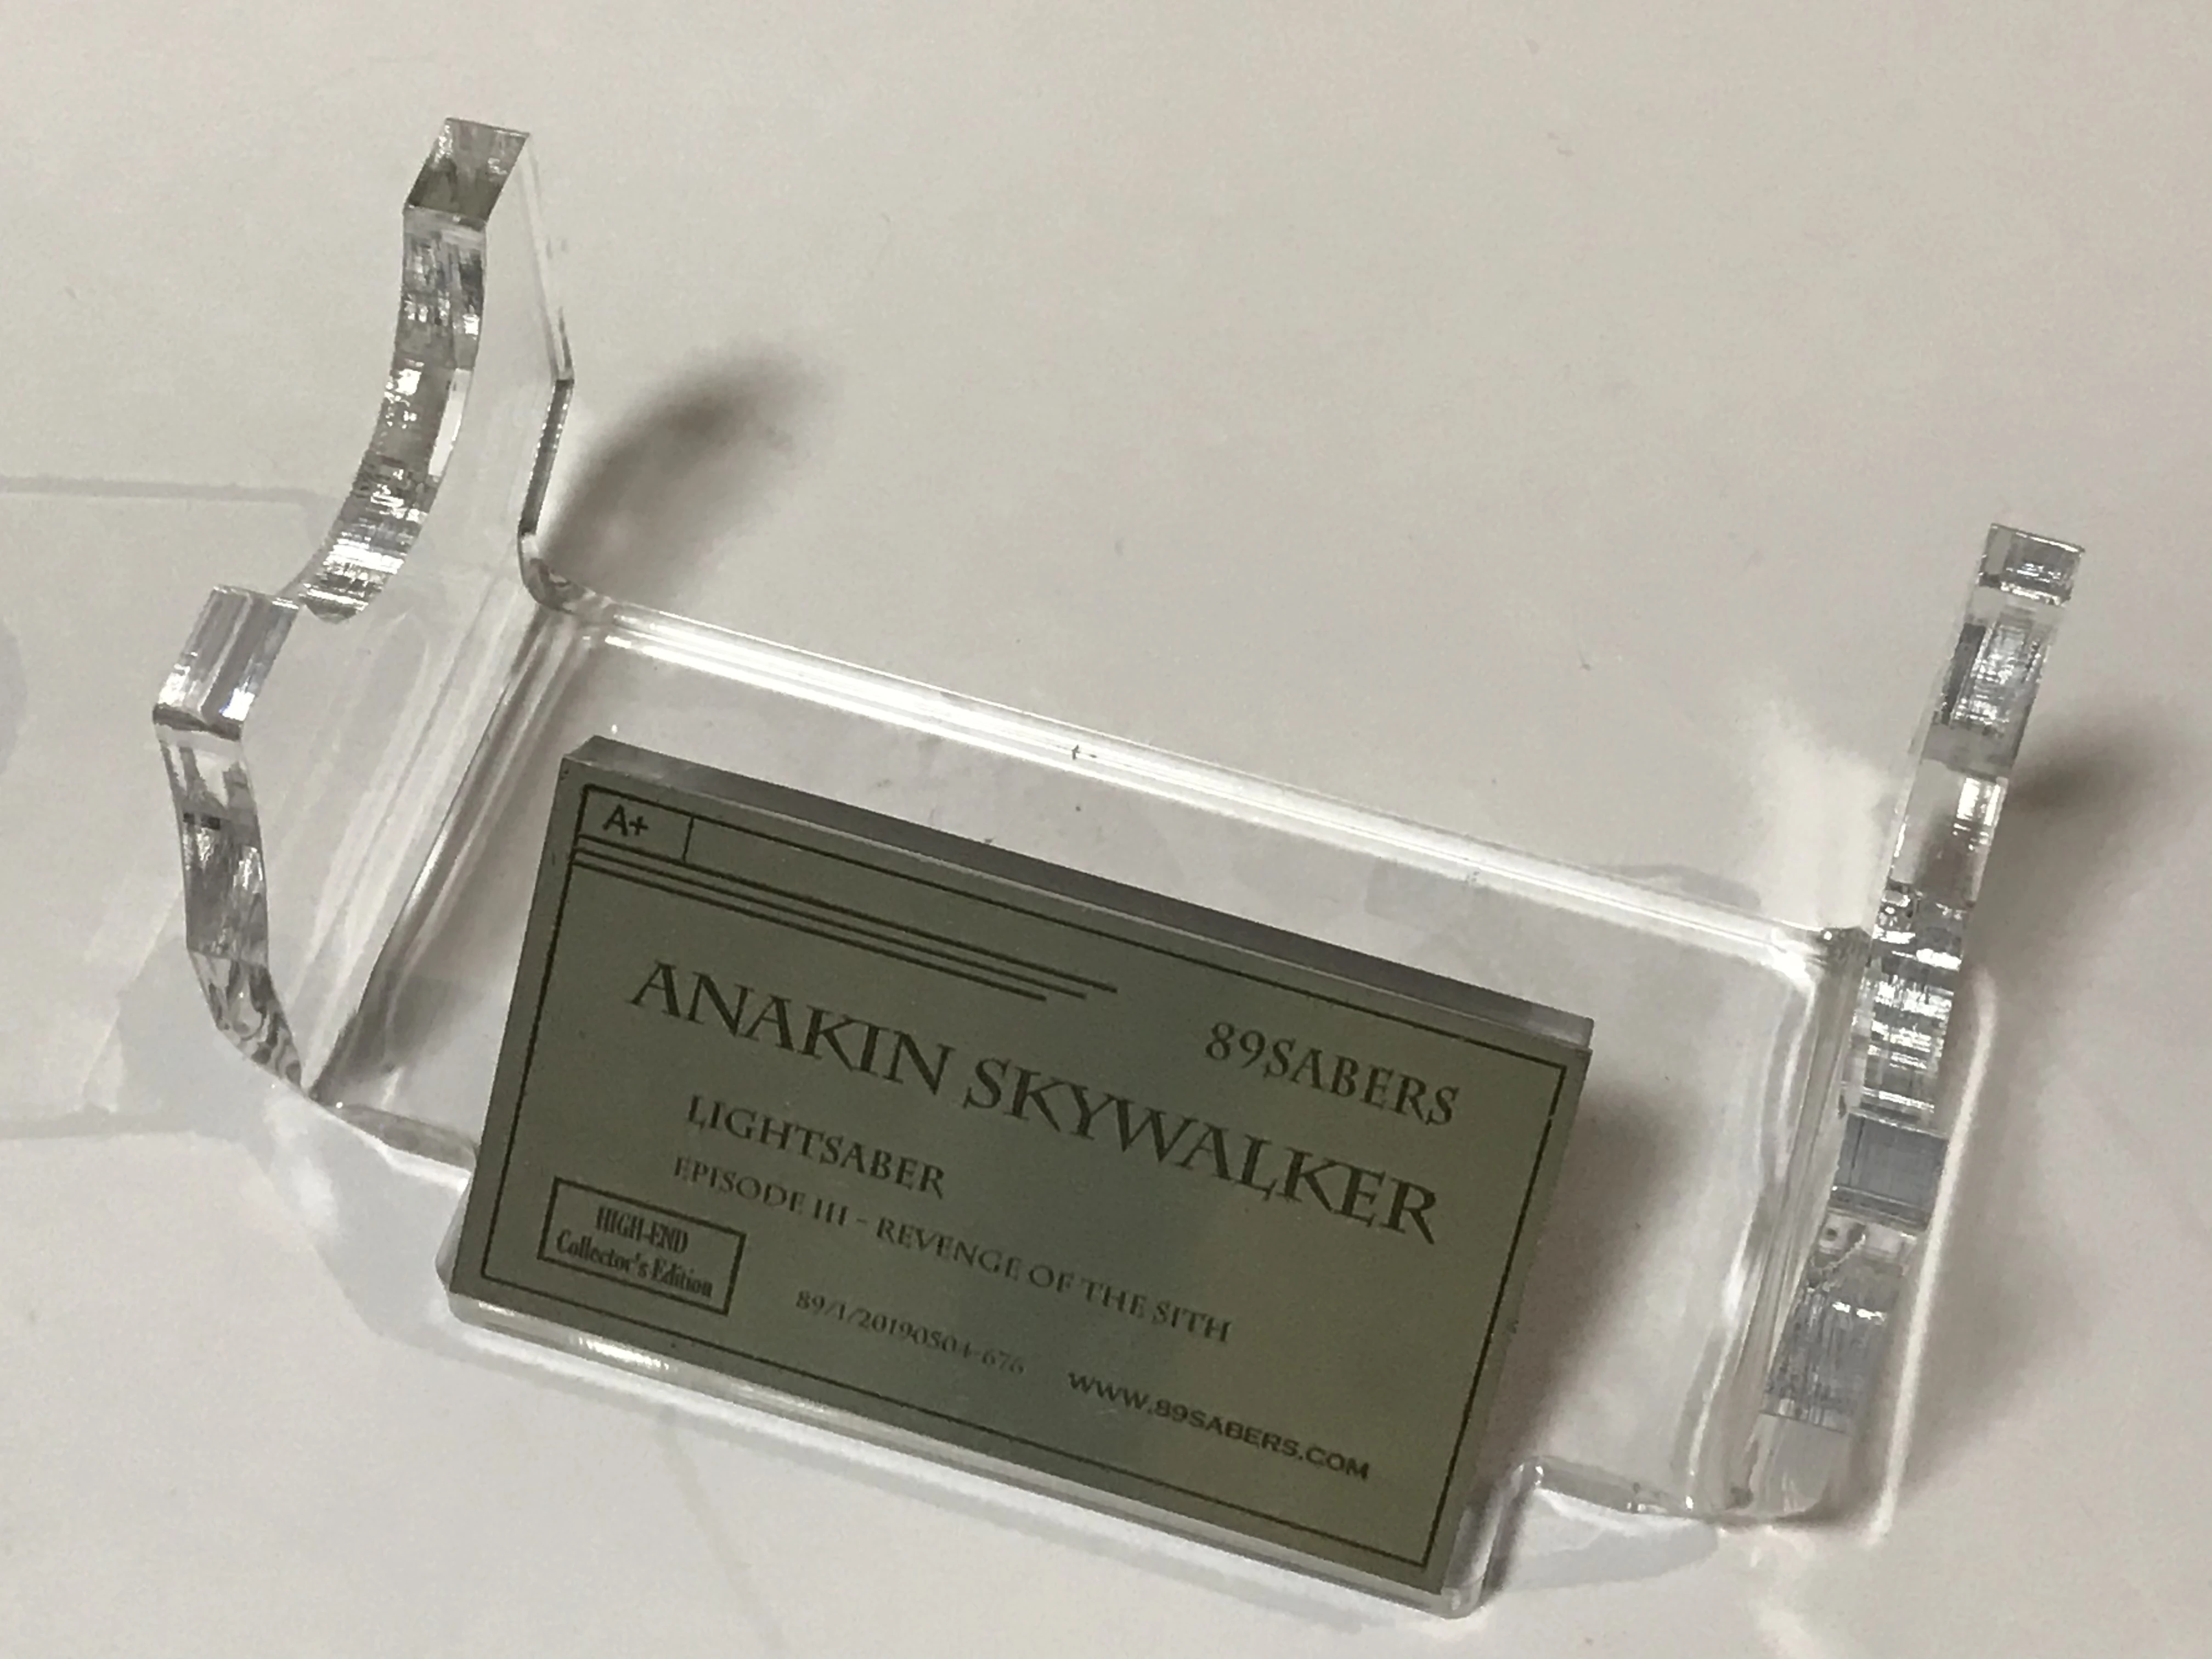 A+
89SABERS
ANAKIN SKYWALKER
LIGHTSABER
EPISODE III - REVENGE OF THE SITH
HIGH-END
Collector's Edition
89/1/20190504-676
WWW.89SABERS.COM